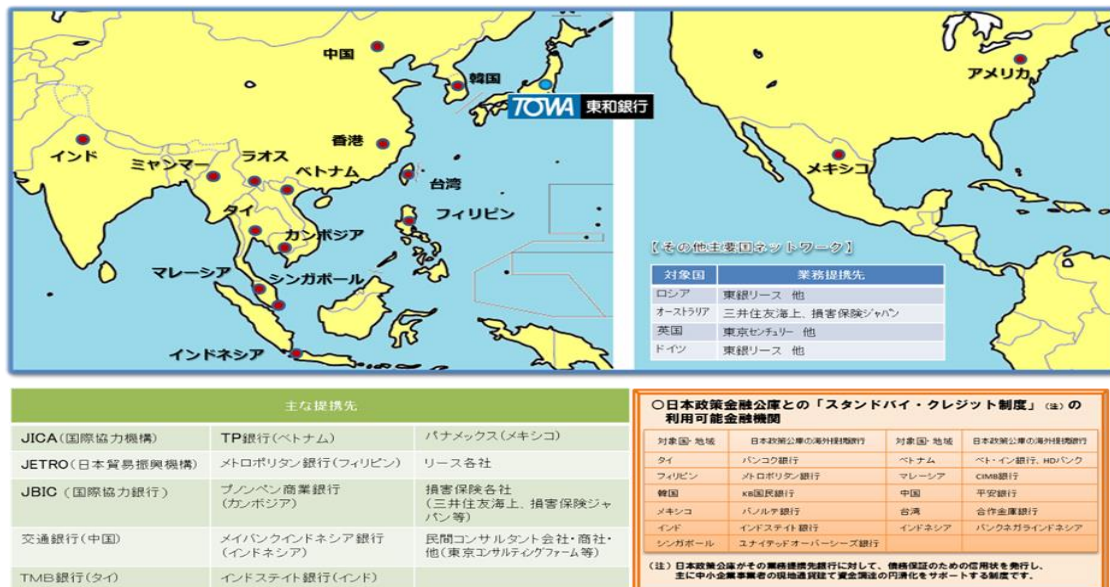 中国
韓国
TOWA 東和銀行
香港
インド
ミャンマー
ラオス
ベトナム
台湾
タイ
フィリピン
カンボジア
マレーシア
シンガポール
インドネシア
アメリカ
メキシコ
【その他主要国ネットワーク】
対象国 業務提携先
ロシア 東銀リース 他
オーストラリア 三井住友海上、損害保険ジャパン
英国 東京センチュリー 他
ドイツ 東銀リース 他
主な提携先
JICA(国際協力機構) TP銀行(ベトナム) パナメックス(メキシコ)
JETRO(日本貿易振興機構) メトロポリタン銀行(フィリピン) リース各社
JBIC (国際協力銀行) プノンペン商業銀行
(カンボジア) 損害保険各社
(三井住友海上、損害保険ジャ
パン等)
交通銀行(中国) メイバンクインドネシア銀行
(インドネシア) 民間コンサルタント会社・商社・
他(東京コンサルティングファーム等)
TMB銀行(タイ) インドステイト銀行(インド)
○日本政策金融公庫との「スタンドバイ・クレジット制度」(注)の
利用可能金融機関
対象国・地域 日本政策公庫の海外提携銀行 対象国・地域 日本政策公庫の海外提携銀行
タイ バンコク銀行 ベトナム ベト・イン銀行、HDバンク
フィリピン メトロポリタン銀行 マレーシア CIMB銀行
韓国 KB国民銀行 中国 平安銀行
メキシコ バノルテ銀行 台湾 合作金庫銀行
インド インドステイト銀行 インドネシア バンクネガラインドネシア
シンガポール ユナイテッドオーバーシーズ銀行
(注)日本政策公庫がその業務提携先銀行に対して、債務保証のための信用状を発行し、
主に中小企業事業者の現地通貨建て資金調達の円滑化をサポートする制度です。